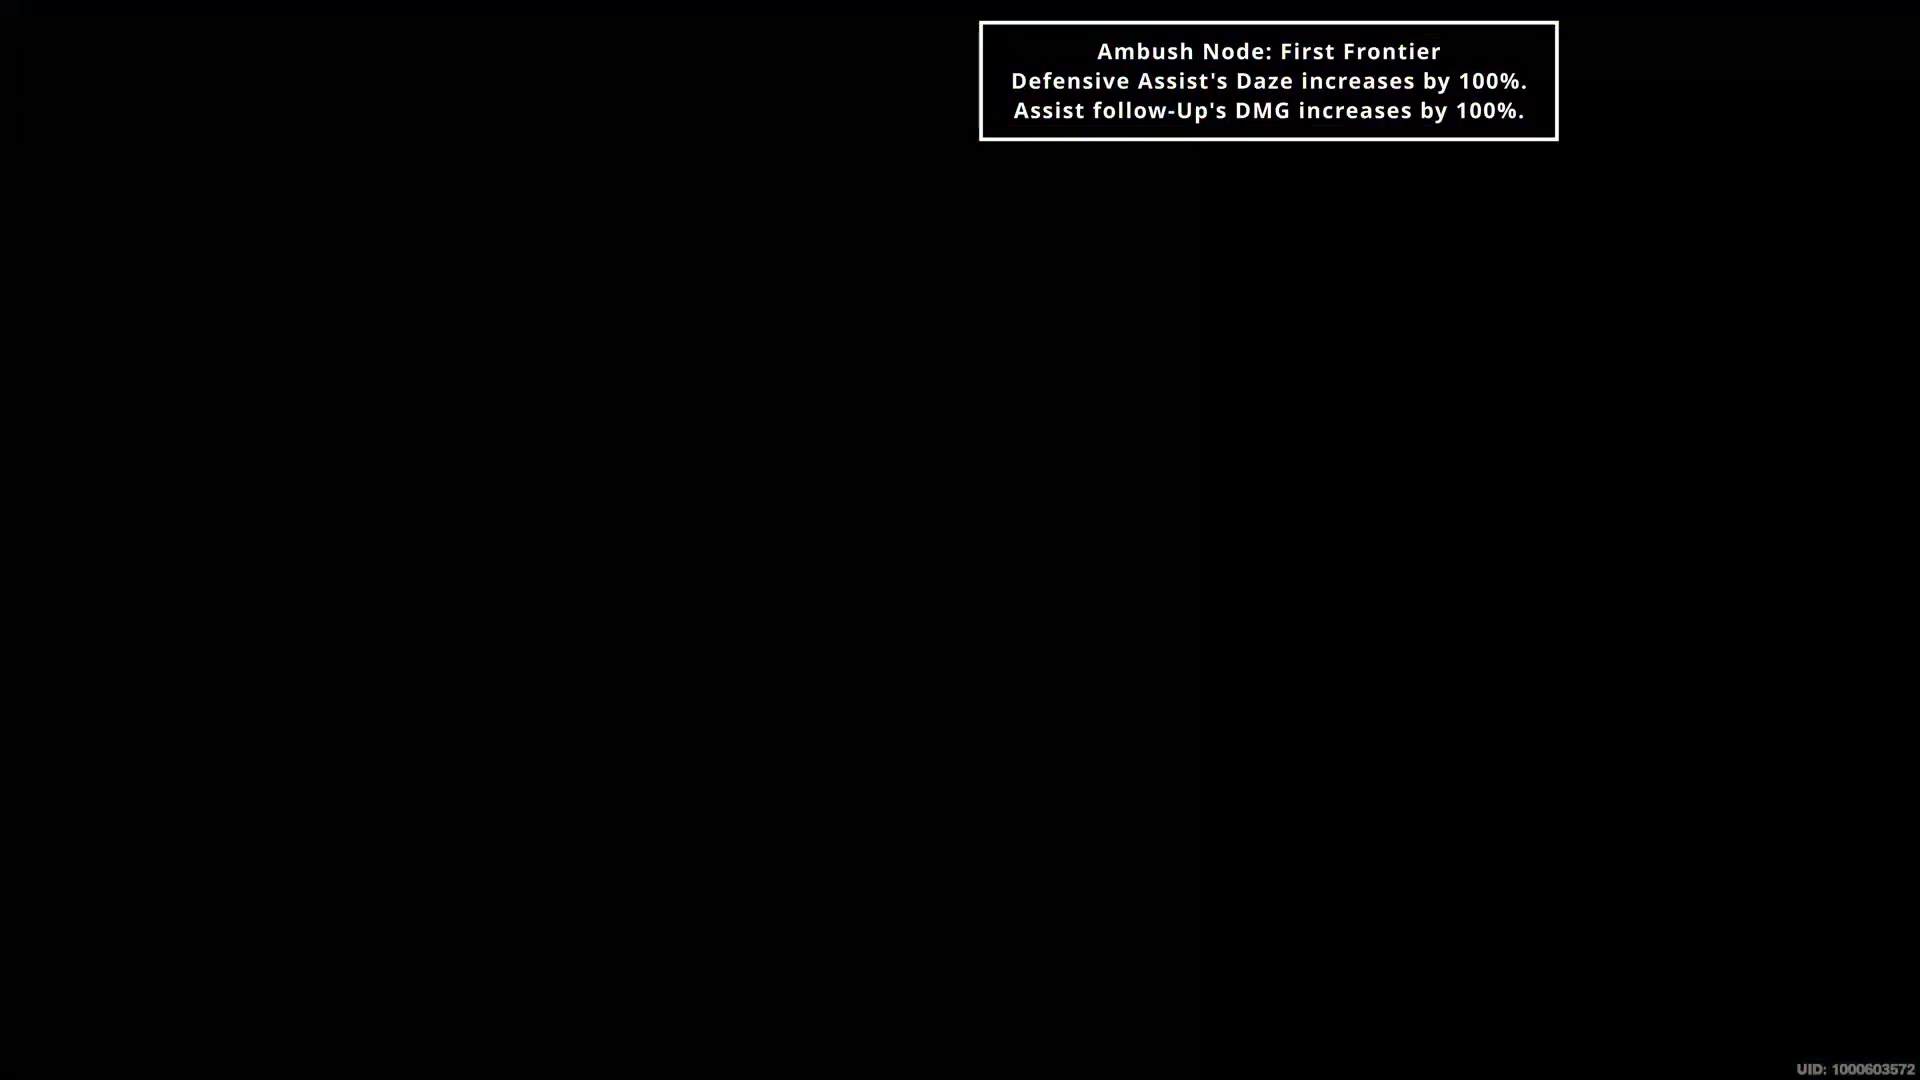 Ambush Node: First Frontier
Defensive Assist's Daze increases by 100%.
Assist follow-Up's DMG increases by 100%.
UID: 1000603572